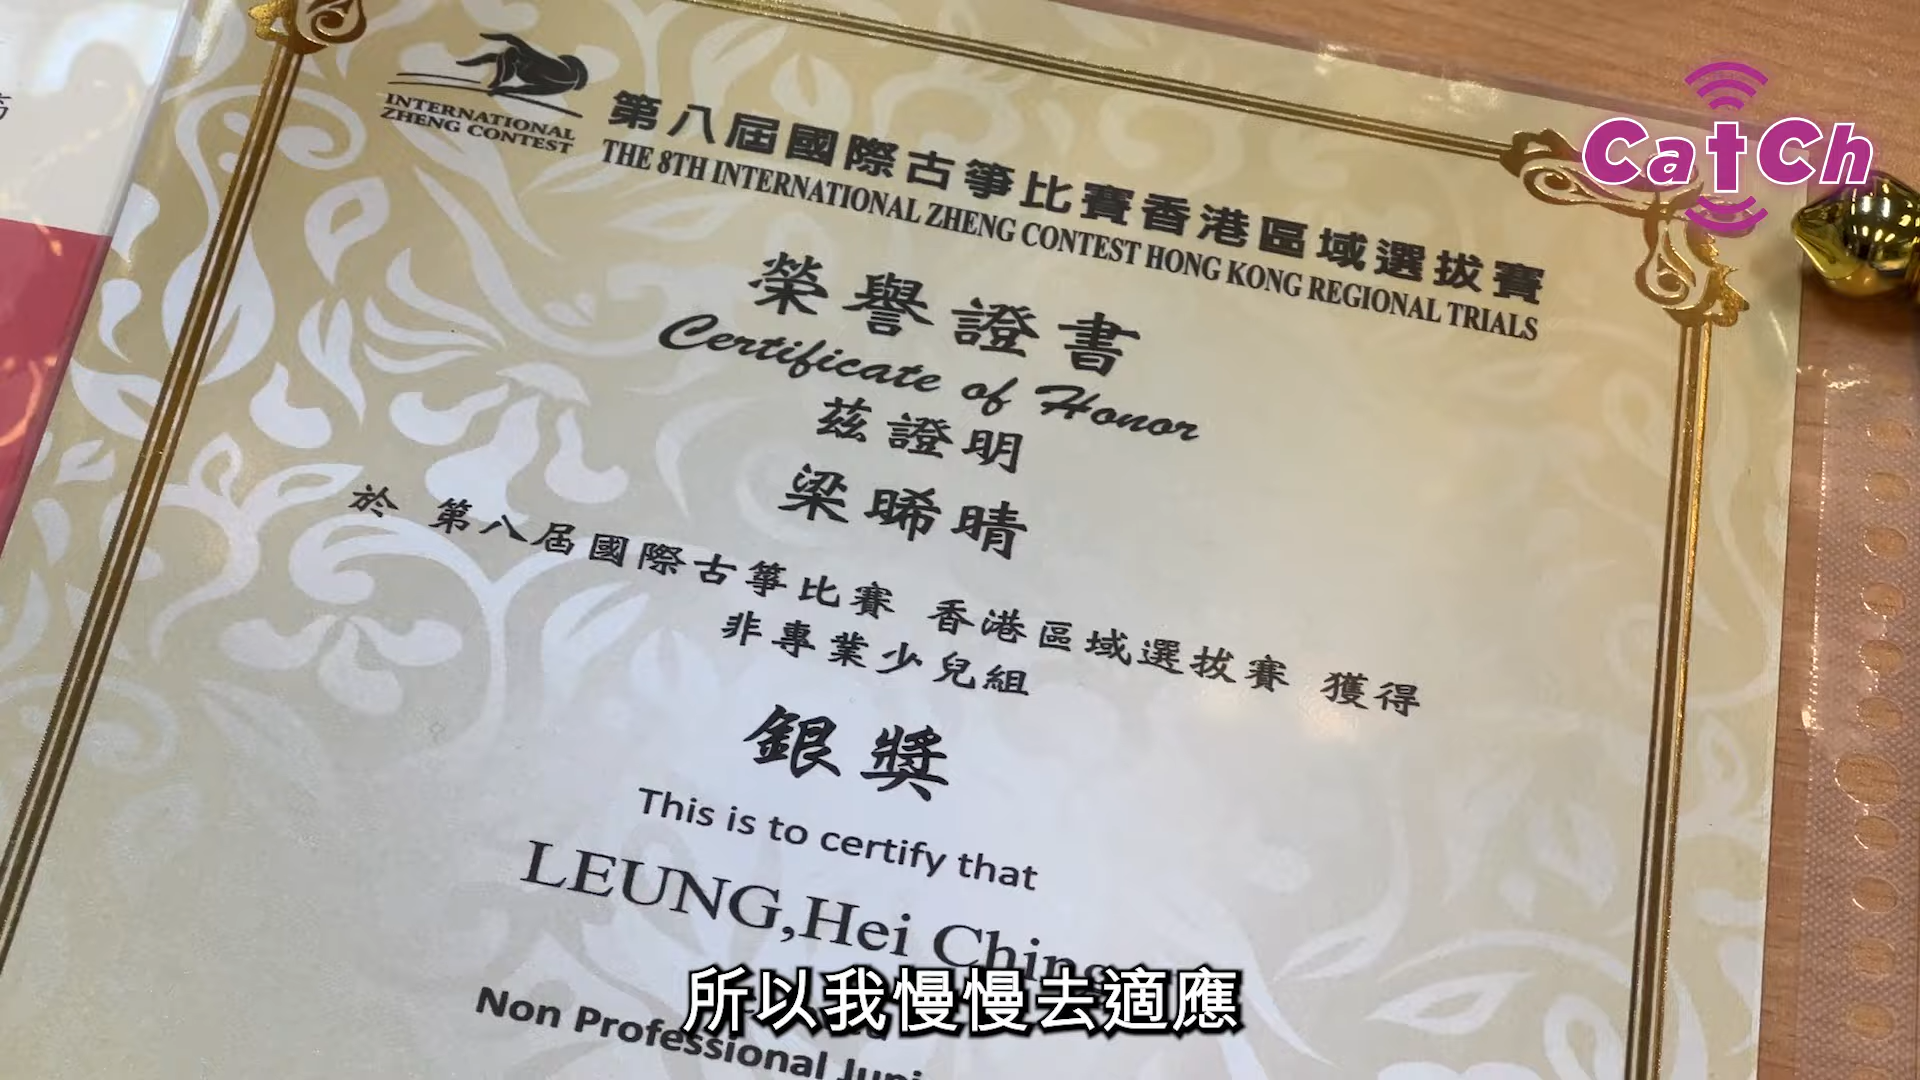 CatCh
INTERNATIONAL
ZHENG CONTEST
第八屆國際古箏比賽香港區域選拔賽
THE 8TH INTERNATIONAL ZHENG CONTEST HONG KONG REGIONAL TRIALS
榮譽證書
Certificate of Honor
茲證明
梁晞晴
於 第八屆國際古箏比賽 香港區域選拔賽 獲得
非專業少兒組
銀獎
This is to certify that
LEUNG,Hei Ching
Non Professional
所以我慢慢去適應